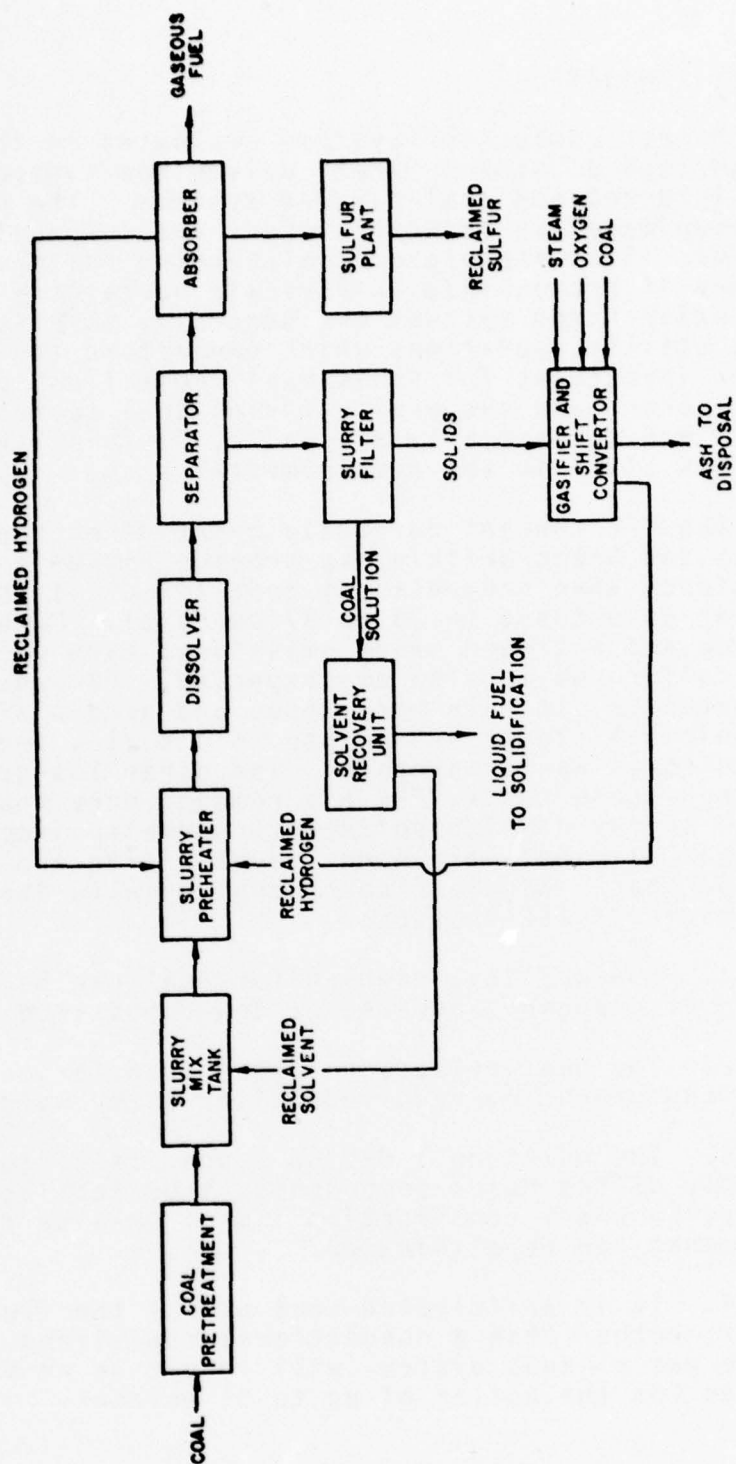 RECLAIMED HYDROGEN
COAL
COAL
PRETREATMENT
SLURRY
MIX
TANK
SLURRY
PREHEATER
DISSOLVER
SEPARATOR
ABSORBER
GASEOUS
FUEL
RECLAIMED
SOLVENT
RECLAIMED
HYDROGEN
SOLVENT
RECOVERY
UNIT
COAL
SOLUTION
SLURRY
FILTER
SULFUR
PLANT
LIQUID FUEL
TO SOLIDIFICATION
SOLIDS
RECLAIMED
SULFUR
STEAM
OXYGEN
COAL
GASIFIER AND
SHIFT
CONVERTOR
ASH TO
DISPOSAL